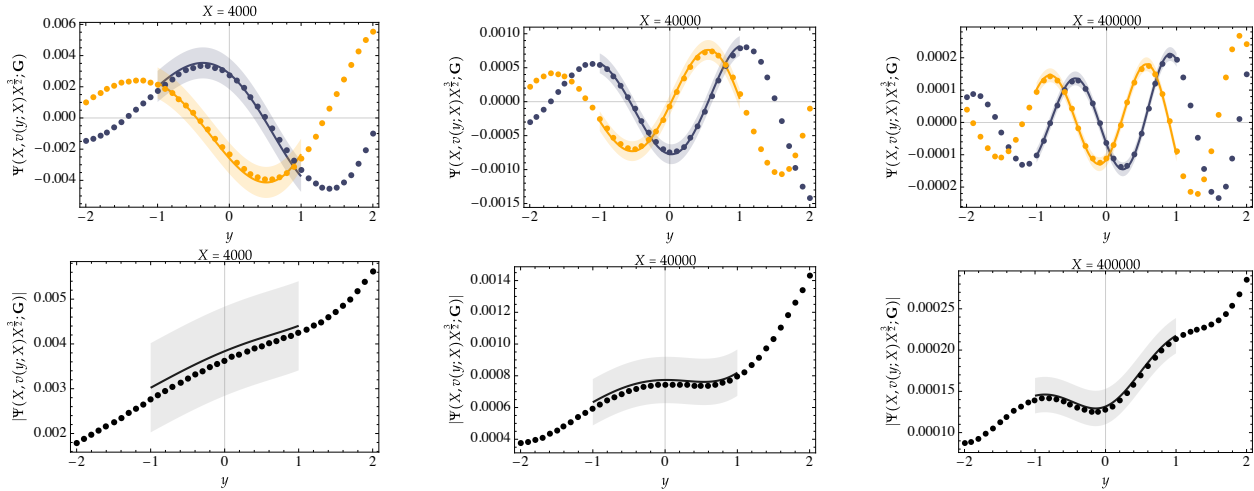 X = 4000
Ψ(X, v(y; X)X^{3/2}; G)
0.006
0.004
0.002
0.000
−0.002
−0.004
−2 −1 0 1 2
y
X = 40000
Ψ(X, v(y; X)X^{3/2}; G)
0.0010
0.0005
0.0000
−0.0005
−0.0010
−0.0015
−2 −1 0 1 2
y
X = 400000
Ψ(X, v(y; X)X^{3/2}; G)
0.0002
0.0001
0.0000
−0.0001
−0.0002
−2 −1 0 1 2
y
X = 4000
|Ψ(X, v(y; X)X^{3/2}; G)|
0.005
0.004
0.003
0.002
−2 −1 0 1 2
y
X = 40000
|Ψ(X, v(y; X)X^{3/2}; G)|
0.0014
0.0012
0.0010
0.0008
0.0006
0.0004
−2 −1 0 1 2
y
X = 400000
|Ψ(X, v(y; X)X^{3/2}; G)|
0.00025
0.00020
0.00015
0.00010
−2 −1 0 1 2
y